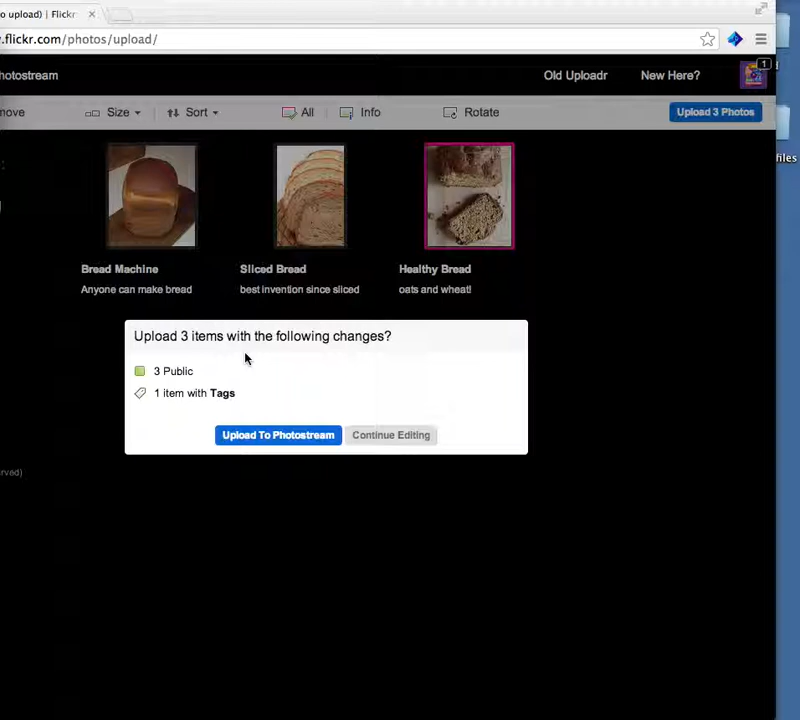 o upload) | Flickr
.flickr.com/photos/upload/
hotostream
Old Uploadr
New Here?
1
move
Size
Sort
All
Info
Rotate
Upload 3 Photos
files
Bread Machine
Sliced Bread
Healthy Bread
Anyone can make bread
best invention since sliced
oats and wheat!
Upload 3 items with the following changes?
3 Public
1 item with Tags
Upload To Photostream
Continue Editing
rved)